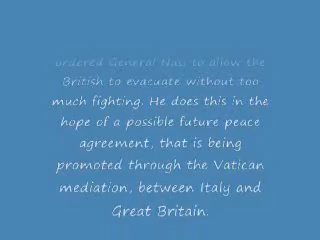 ordered General Nasi to allow the
British to evacuate without too
much fighting. He does this in the
hope of a possible future peace
agreement, that is being
promoted through the Vatican
mediation, between Italy and
Great Britain.